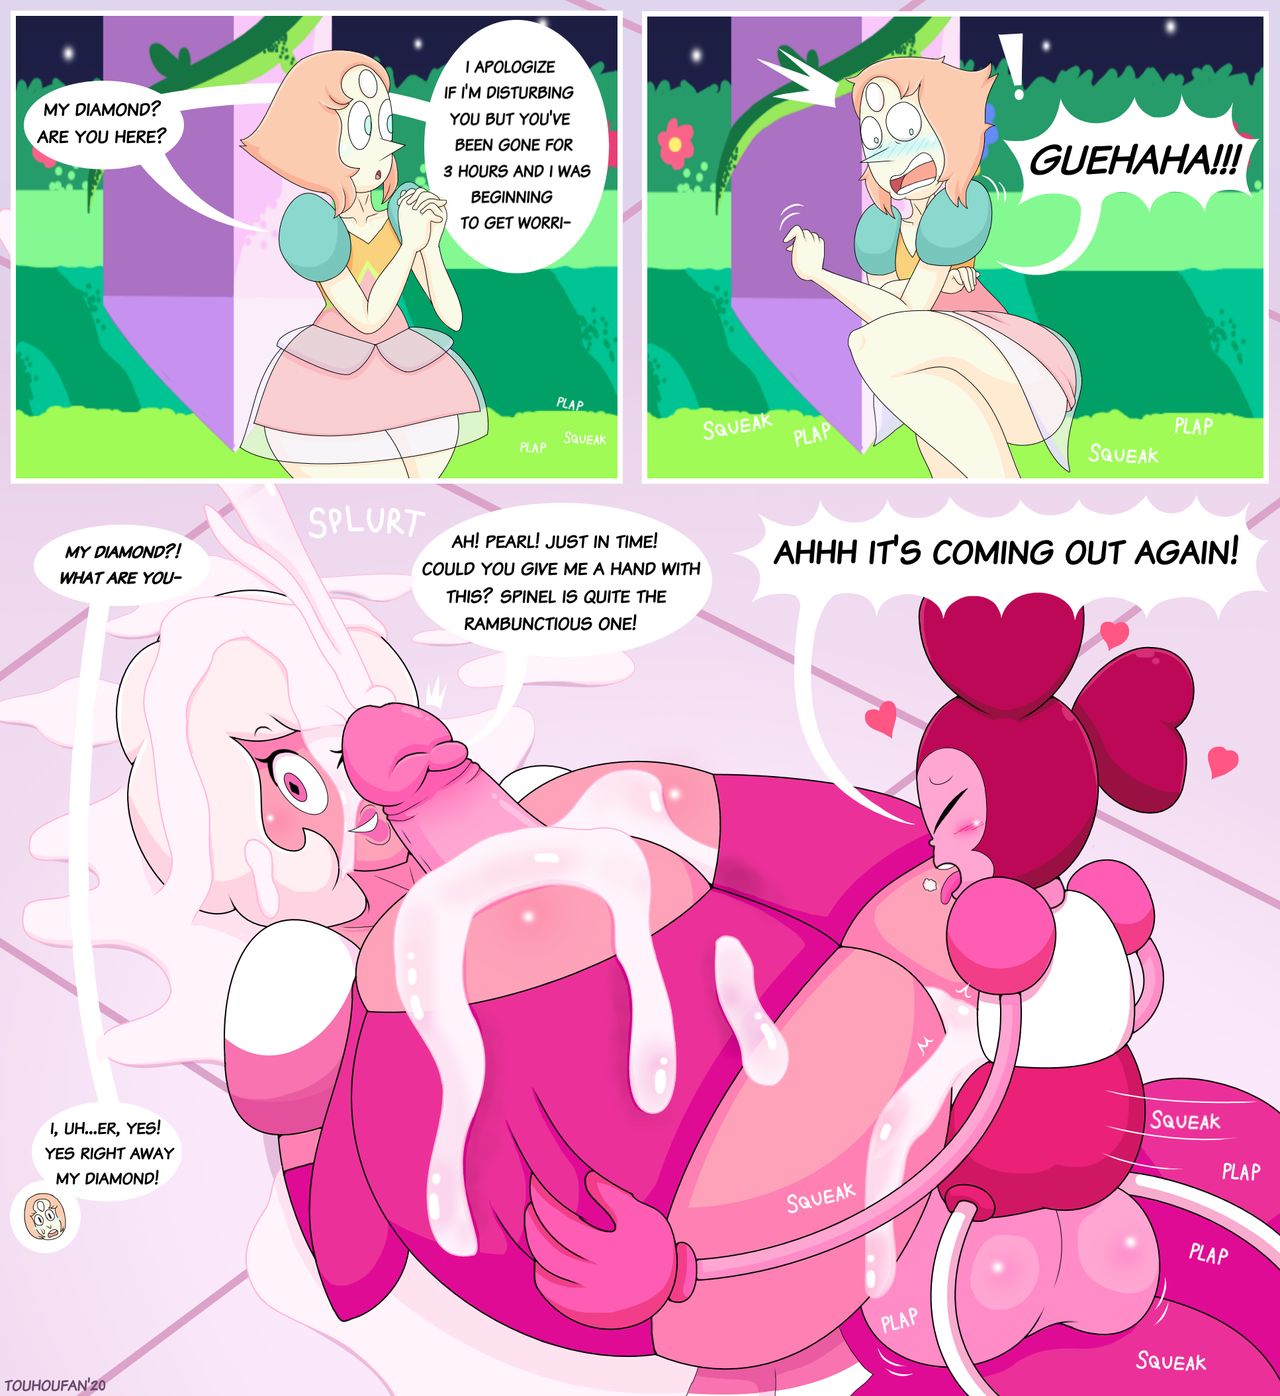 MY DIAMOND?
ARE YOU HERE?
I APOLOGIZE
IF I'M DISTURBING
YOU BUT YOU'VE
BEEN GONE FOR
3 HOURS AND I WAS
BEGINNING
TO GET WORRI-
PLAP
SQUEAK
PLAP
!
GUEHAHA!!!
SQUEAK
PLAP
PLAP
SQUEAK
SPLURT
MY DIAMOND?!
WHAT ARE YOU-
AH! PEARL! JUST IN TIME!
COULD YOU GIVE ME A HAND WITH
THIS? SPINEL IS QUITE THE
RAMBUNCTIOUS ONE!
AHHH IT'S COMING OUT AGAIN!
I, UH...ER, YES!
YES RIGHT AWAY
MY DIAMOND!
SQUEAK
PLAP
SQUEAK
PLAP
PLAP
SQUEAK
TOUHOUFAN'20